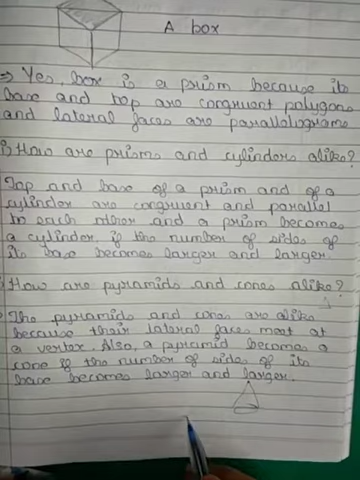 A box
⇒ Yes, box is a prism because its
base and top are congruent polygons
and lateral faces are parallelograms
i) How are prisms and cylinders alike?
Top and base of a prism and of a
cylinder are congruent and parallel
to each other and a prism becomes
a cylinder if the number of sides of
its base becomes larger and larger.
How are pyramids and cones alike?
The pyramids and cones are alike
because their lateral faces meet at
a vertex. Also, a pyramid becomes a
cone if the number of sides of its
base becomes larger and larger.